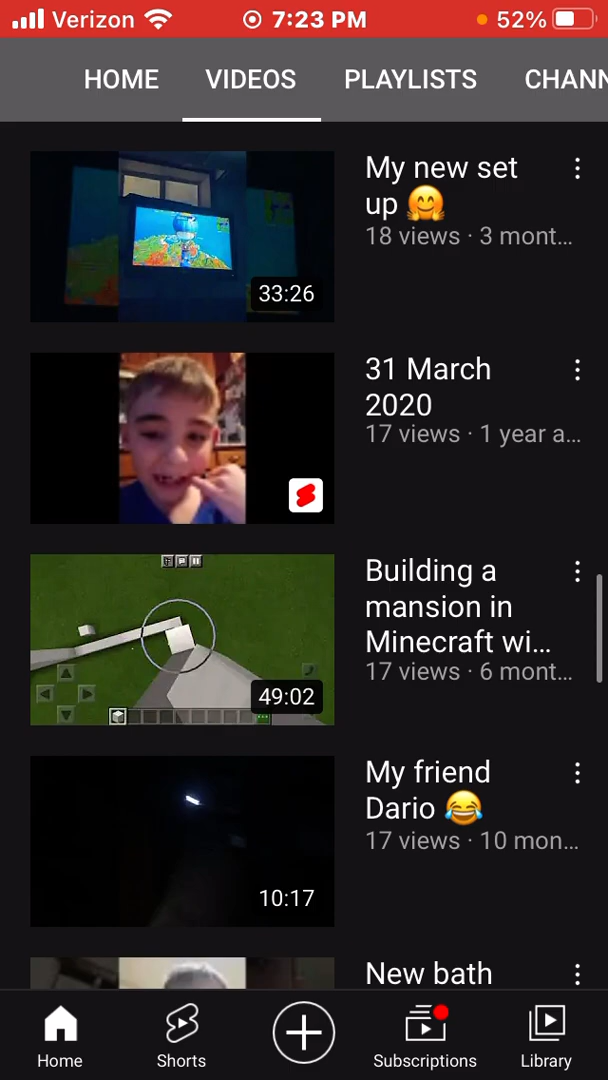 Verizon 7:23 PM 52%
HOME VIDEOS PLAYLISTS CHANN
My new set
up 🤗
18 views · 3 mont...
33:26
31 March
2020
17 views · 1 year a...
Building a
mansion in
Minecraft wi...
17 views · 6 mont...
49:02
My friend
Dario 😂
17 views · 10 mon...
10:17
New bath
Home Shorts Subscriptions Library